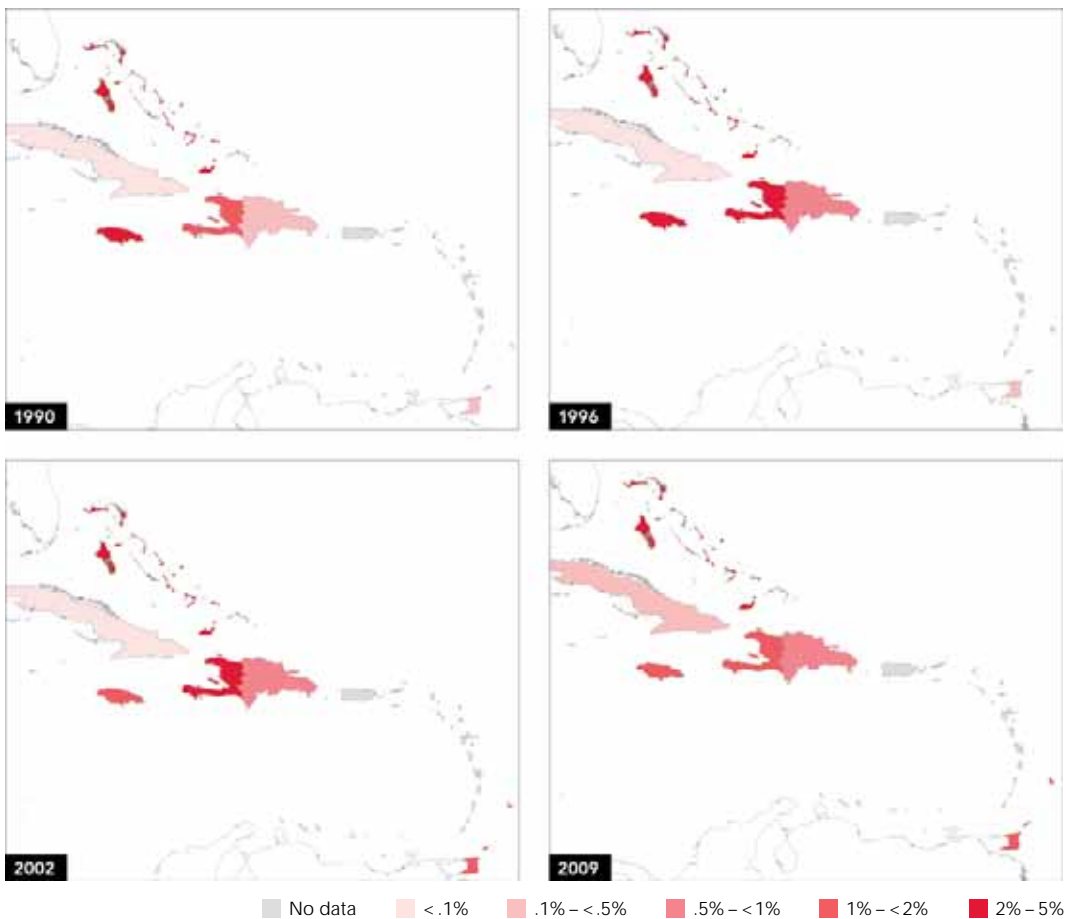 1990
1996
2002
2009
No data < .1% .1% – < .5% .5% – < 1% 1% – < 2% 2% – 5%